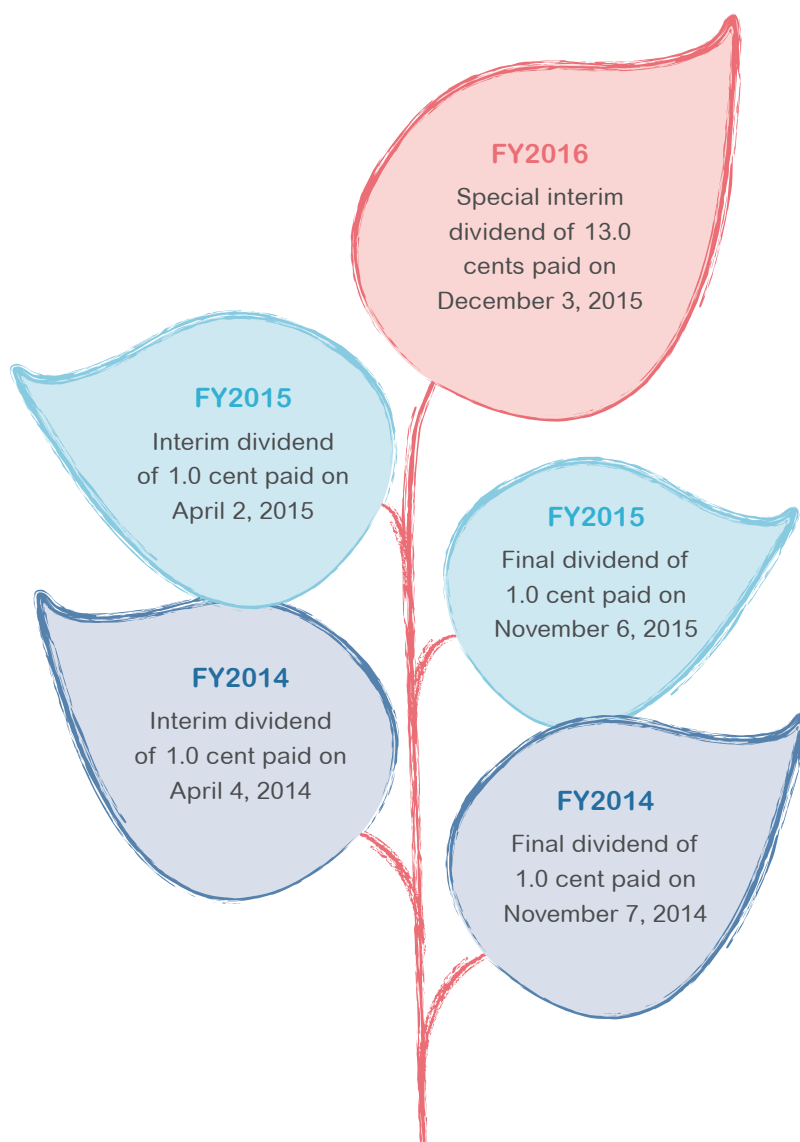 FY2016
Special interim
dividend of 13.0
cents paid on
December 3, 2015
FY2015
Interim dividend
of 1.0 cent paid on
April 2, 2015
FY2015
Final dividend of
1.0 cent paid on
November 6, 2015
FY2014
Interim dividend
of 1.0 cent paid on
April 4, 2014
FY2014
Final dividend of
1.0 cent paid on
November 7, 2014